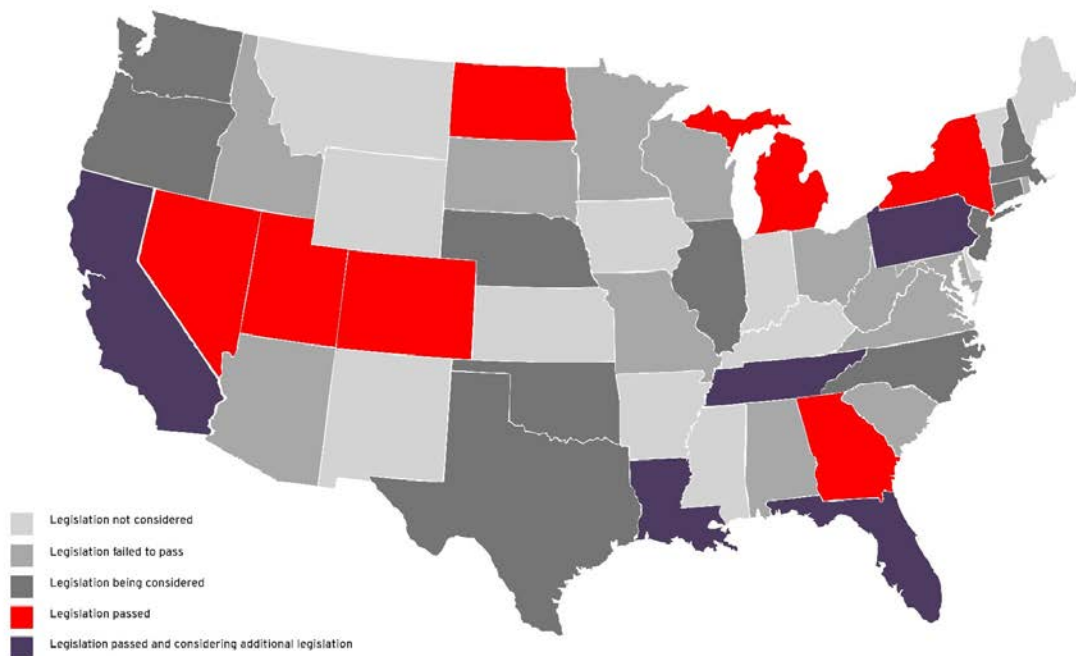 Legislation not considered
Legislation failed to pass
Legislation being considered
Legislation passed
Legislation passed and considering additional legislation